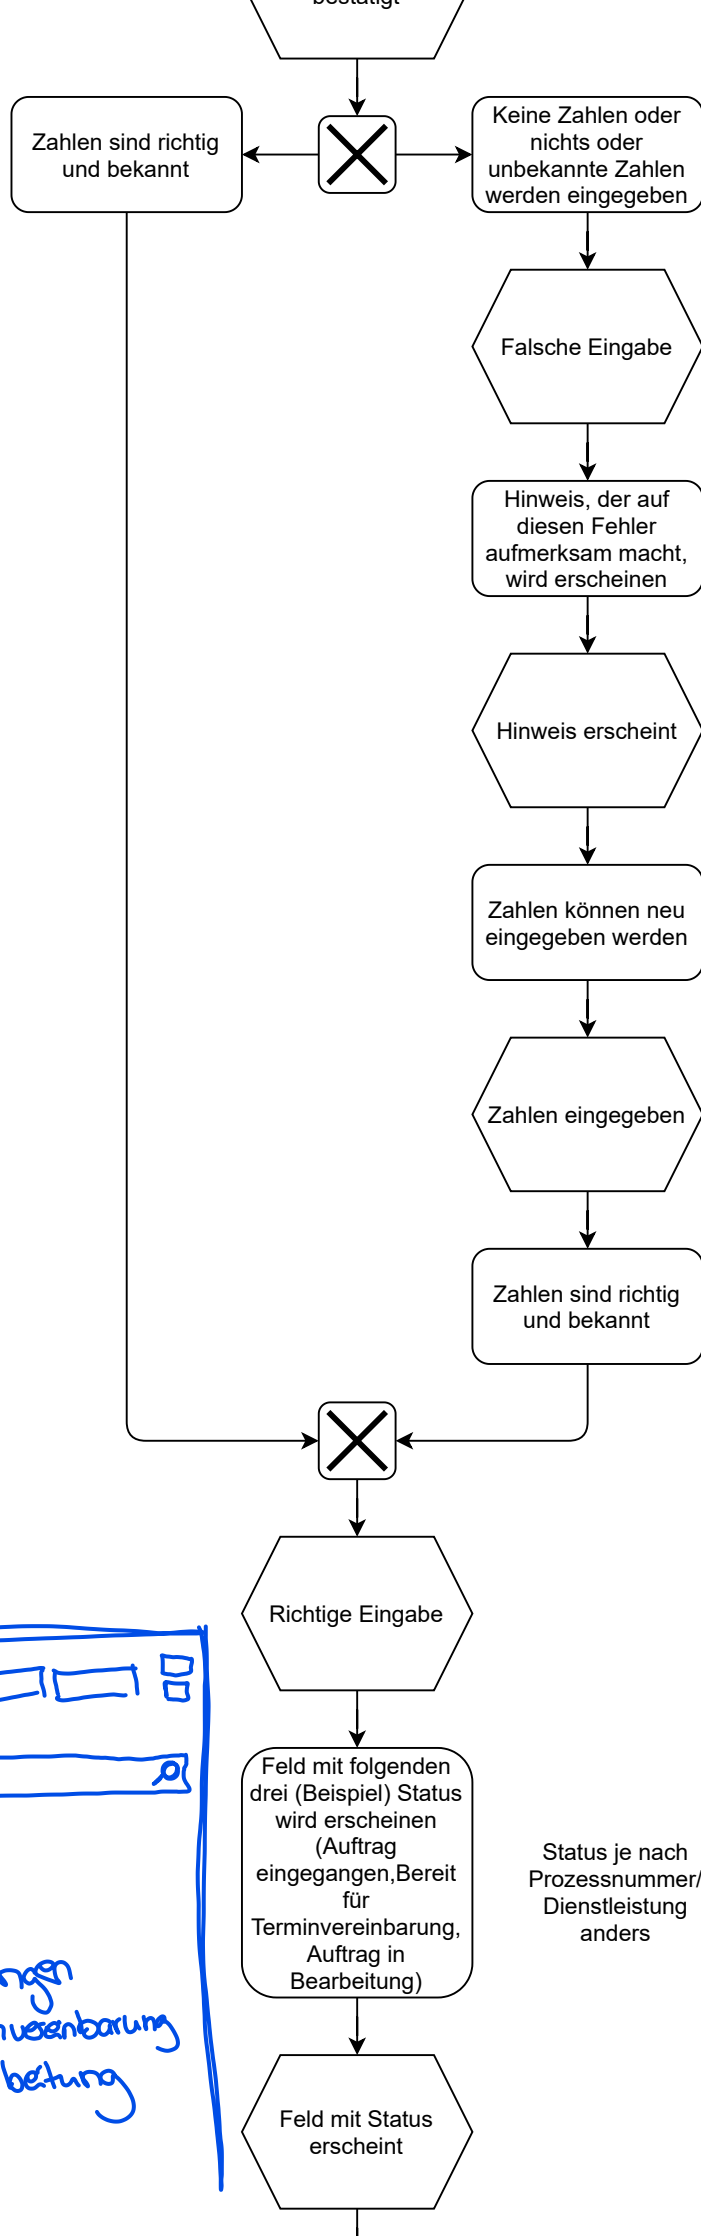 bestätigt
Zahlen sind richtig
und bekannt
Keine Zahlen oder
nichts oder
unbekannte Zahlen
werden eingegeben
Falsche Eingabe
Hinweis, der auf
diesen Fehler
aufmerksam macht,
wird erscheinen
Hinweis erscheint
Zahlen können neu
eingegeben werden
Zahlen eingegeben
Zahlen sind richtig
und bekannt
Richtige Eingabe
Feld mit folgenden
drei (Beispiel) Status
wird erscheinen
(Auftrag
eingegangen,Bereit
für
Terminvereinbarung,
Auftrag in
Bearbeitung)
Status je nach
Prozessnummer/
Dienstleistung
anders
Feld mit Status
erscheint